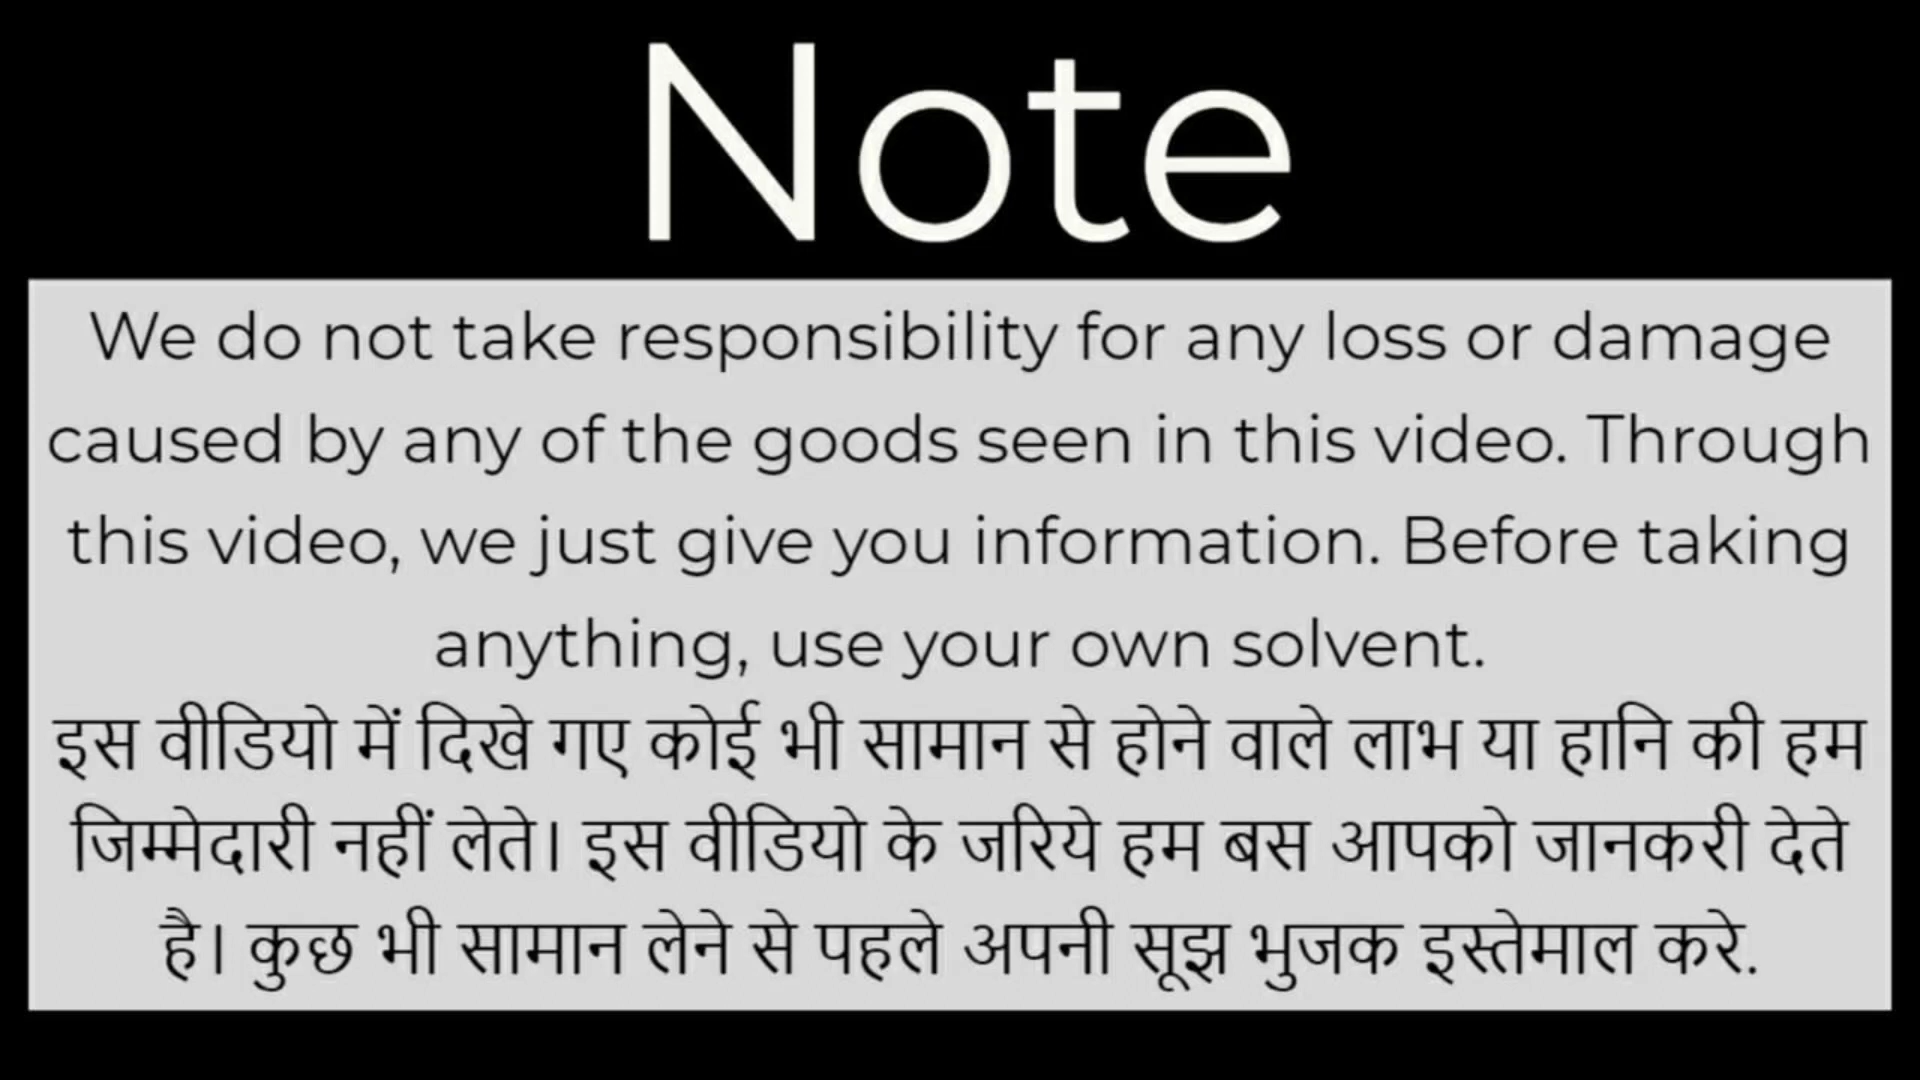 Note
We do not take responsibility for any loss or damage
caused by any of the goods seen in this video. Through
this video, we just give you information. Before taking
anything, use your own solvent.
इस वीडियो में दिखे गए कोई भी सामान से होने वाले लाभ या हानि की हम
जिम्मेदारी नहीं लेते। इस वीडियो के जरिये हम बस आपको जानकरी देते
है। कुछ भी सामान लेने से पहले अपनी सूझ भुजक इस्तेमाल करे.